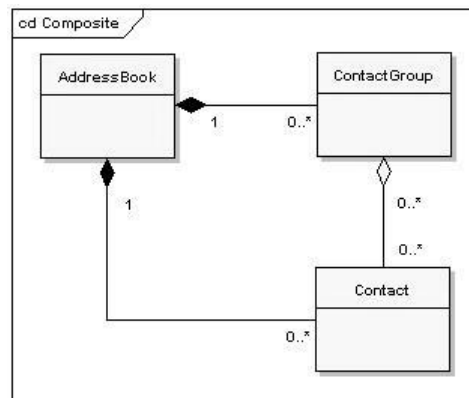 cd Composite
AddressBook
ContactGroup
1
0..*
1
0..*
0..*
Contact
0..*